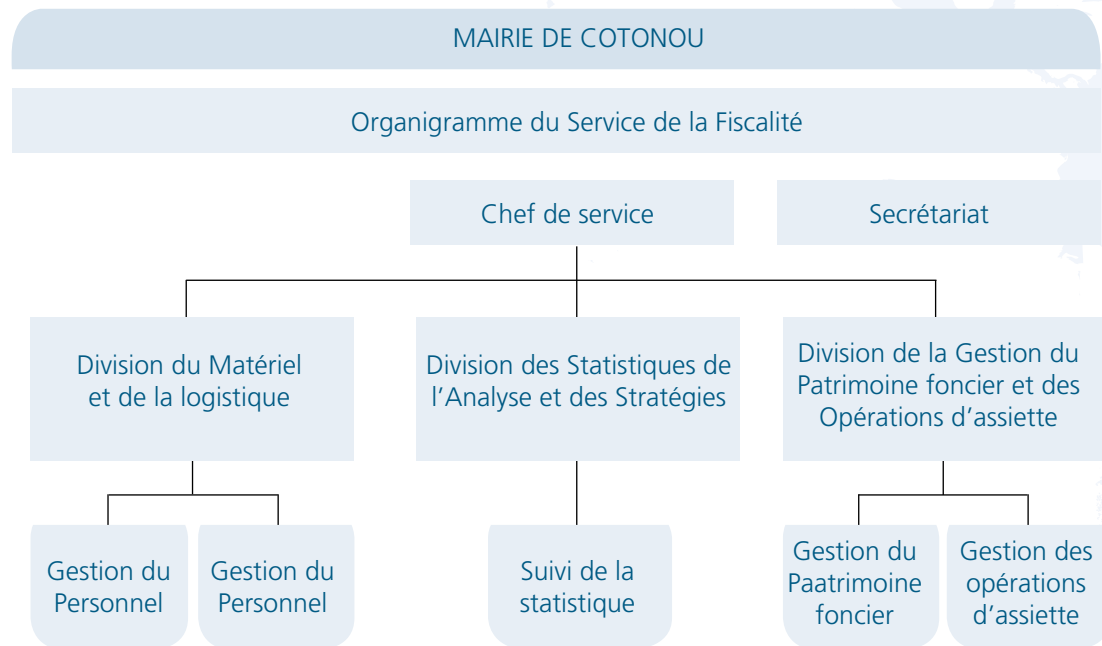 MAIRIE DE COTONOU
Organigramme du Service de la Fiscalité
Chef de service
Secrétariat
Division du Matériel
et de la logistique
Division des Statistiques de
l'Analyse et des Stratégies
Division de la Gestion du
Patrimoine foncier et des
Opérations d'assiette
Gestion du
Personnel
Gestion du
Personnel
Suivi de la
statistique
Gestion du
Paatrimoine
foncier
Gestion des
opérations
d'assiette